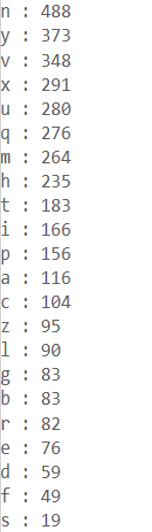 n : 488
y : 373
v : 348
x : 291
u : 280
q : 276
m : 264
h : 235
t : 183
i : 166
p : 156
a : 116
c : 104
z : 95
l : 90
g : 83
b : 83
r : 82
e : 76
d : 59
f : 49
s : 19